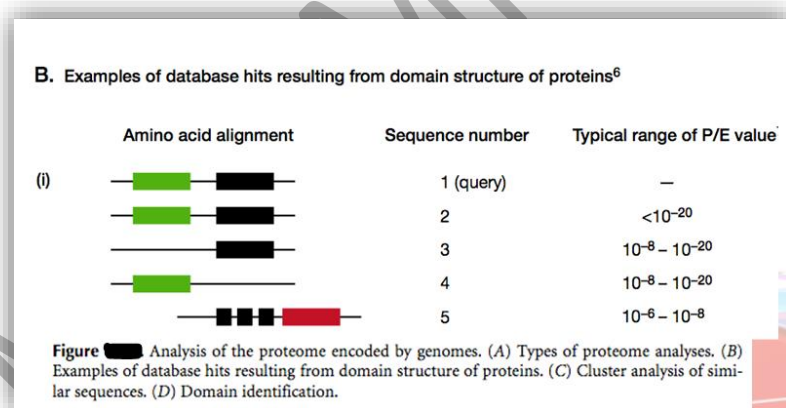 B. Examples of database hits resulting from domain structure of proteins⁶
Amino acid alignment Sequence number Typical range of P/E value
(i) 1 (query) –
2 <10⁻²⁰
3 10⁻⁸ – 10⁻²⁰
4 10⁻⁸ – 10⁻²⁰
5 10⁻⁶ – 10⁻⁸
Figure Analysis of the proteome encoded by genomes. (A) Types of proteome analyses. (B)
Examples of database hits resulting from domain structure of proteins. (C) Cluster analysis of simi-
lar sequences. (D) Domain identification.